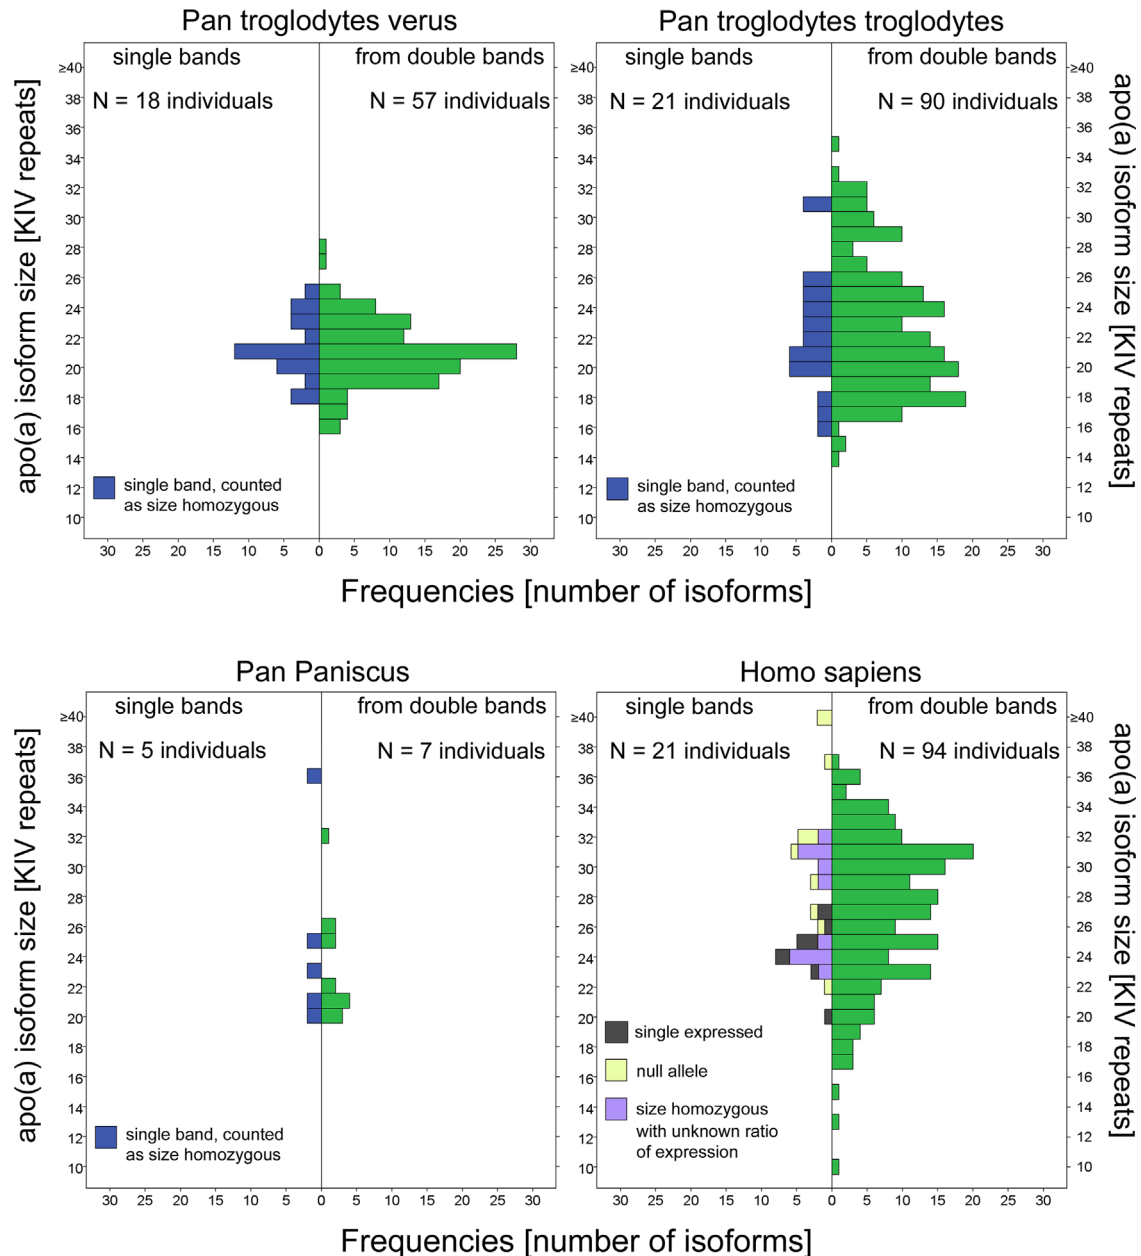 Pan troglodytes verus
Pan troglodytes troglodytes
single bands
from double bands
N = 18 individuals
N = 57 individuals
apo(a) isoform size [KIV repeats]
≥40
38
36
34
32
30
28
26
24
22
20
18
16
14
12
10
single band, counted
as size homozygous
30 25 20 15 10 5 0 5 10 15 20 25 30
single bands
from double bands
N = 21 individuals
N = 90 individuals
≥40
38
36
34
32
30
28
26
24
22
20
18
16
14
12
10
single band, counted
as size homozygous
≥40
38
36
34
32
30
28
26
24
22
20
18
16
14
12
10
apo(a) isoform size [KIV repeats]
30 25 20 15 10 5 0 5 10 15 20 25 30
Frequencies [number of isoforms]
Pan Paniscus
Homo sapiens
single bands
from double bands
N = 5 individuals
N = 7 individuals
apo(a) isoform size [KIV repeats]
≥40
38
36
34
32
30
28
26
24
22
20
18
16
14
12
10
single band, counted
as size homozygous
30 25 20 15 10 5 0 5 10 15 20 25 30
single bands
from double bands
N = 21 individuals
N = 94 individuals
≥40
38
36
34
32
30
28
26
24
22
20
18
16
14
12
10
single expressed
null allele
size homozygous
with unknown ratio
of expression
≥40
38
36
34
32
30
28
26
24
22
20
18
16
14
12
10
apo(a) isoform size [KIV repeats]
30 25 20 15 10 5 0 5 10 15 20 25 30
Frequencies [number of isoforms]